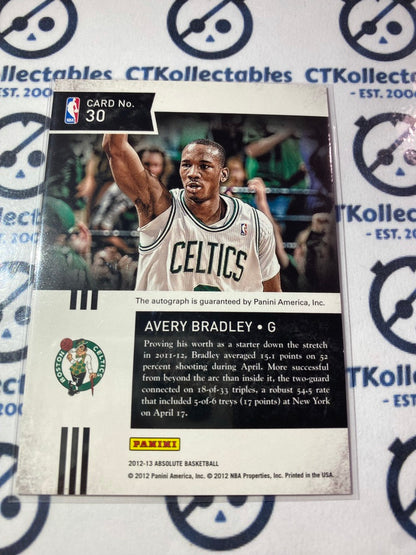 CTKollectables
- EST. 2006
CTKollectables
- EST. 200
NBA
CARD No.
30
CELTICS
The autograph is guaranteed by Panini America, Inc.
AVERY BRADLEY • G
Proving his worth as a starter down the stretch
in 2011-12, Bradley averaged 15.1 points on 52
percent shooting during April. More successful
from beyond the arc than inside it, the two-guard
connected on 18-of-33 triples, a robust 54.5 rate
that included 5-of-6 treys (17 points) at New York
on April 17.
BOSTON CELTICS
PANINI
2012-13 ABSOLUTE BASKETBALL
© 2012 Panini America, Inc. © 2012 NBA Properties, Inc. Printed in the USA.